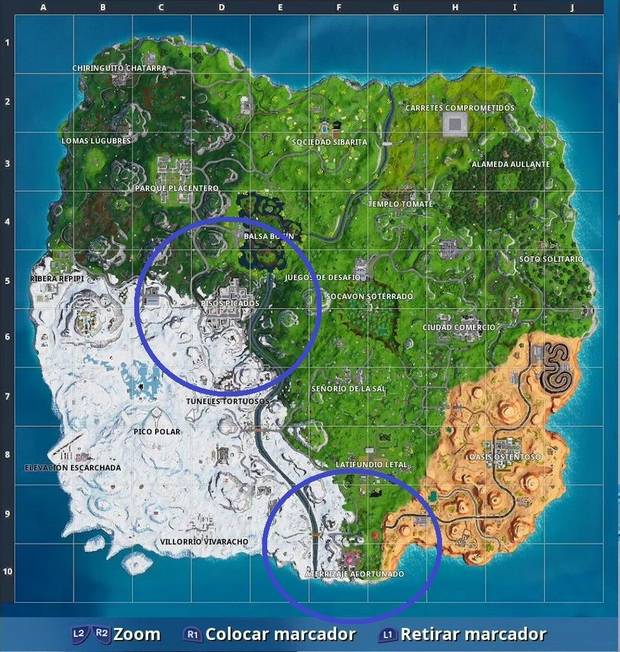 A B C D E F G H I J
1
CHIRINGUITO CHATARRA
2
CARRETES COMPROMETIDOS
LOMAS LÚGUBRES
SOCIEDAD SIBARITA
3
ALAMEDA AULLANTE
PARQUE PLACENTERO
TEMPLO TOMATE
4
BALSA BOTÍN
SOTO SOLITARIO
5
RIBERA REPIPI
JUEGOS DE DESAFÍO
SOCAVÓN SOTERRADO
PISOS PICADOS
CIUDAD COMERCIO
6
SEÑORÍO DE LA SAL
7
TÚNELES TORTUOSOS
PICO POLAR
8
OASIS OSTENTOSO
LATIFUNDIO LETAL
ELEVACIÓN ESCARCHADA
9
VILLORRIO VIVARACHO
10
ATERRIZAJE AFORTUNADO
L2 R2 Zoom R1 Colocar marcador L1 Retirar marcador